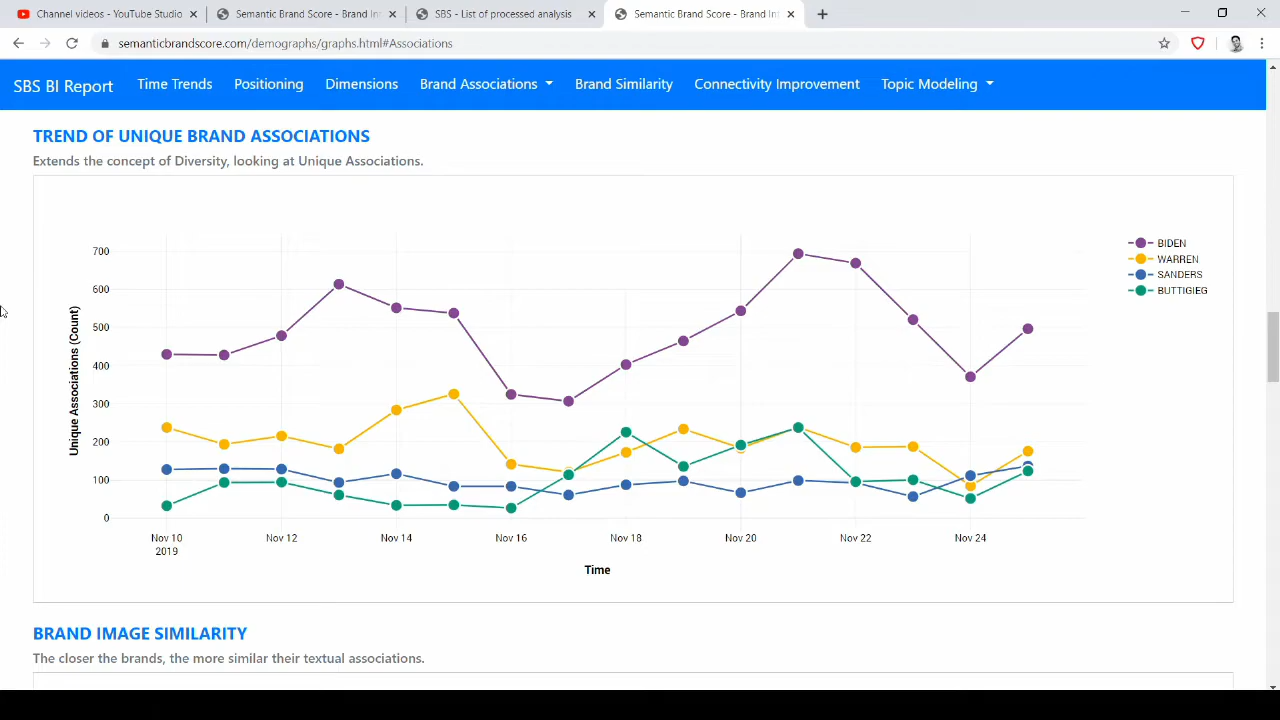 Channel videos - YouTube Studio
Semantic Brand Score - Brand Int
SBS - List of processed analysis
Semantic Brand Score - Brand Int
semanticbrandscore.com/demographs/graphs.html#Associations
SBS BI Report Time Trends Positioning Dimensions Brand Associations Brand Similarity Connectivity Improvement Topic Modeling
TREND OF UNIQUE BRAND ASSOCIATIONS
Extends the concept of Diversity, looking at Unique Associations.
Unique Associations (Count)
700
600
500
400
300
200
100
0
BIDEN
WARREN
SANDERS
BUTTIGIEG
Nov 10 Nov 12 Nov 14 Nov 16 Nov 18 Nov 20 Nov 22 Nov 24
2019
Time
BRAND IMAGE SIMILARITY
The closer the brands, the more similar their textual associations.